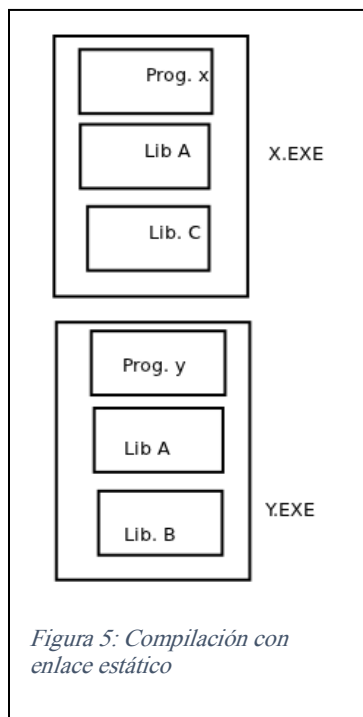 Prog. x
Lib A
X.EXE
Lib. C
Prog. y
Lib A
Y.EXE
Lib. B
Figura 5: Compilación con
enlace estático